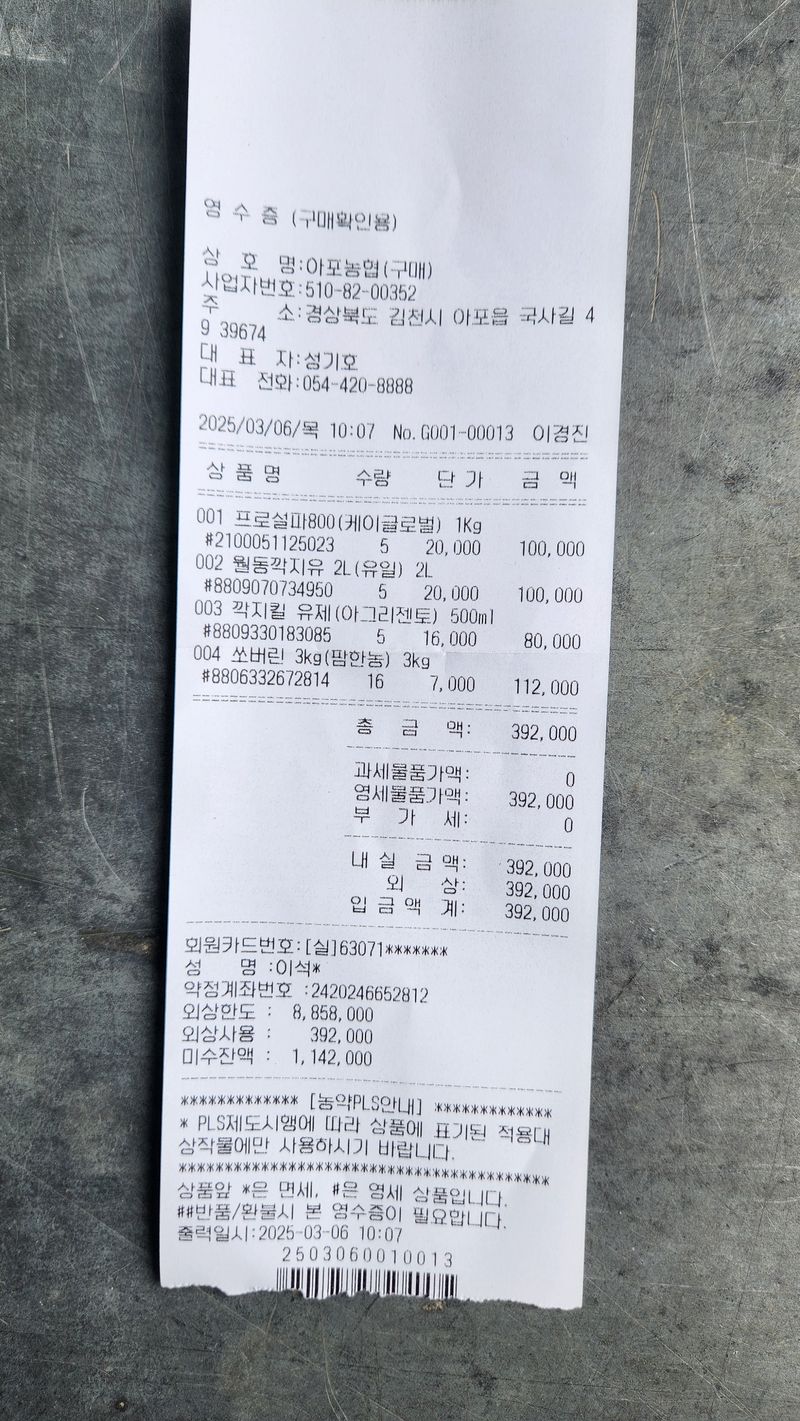 영 수 증 (구매확인용)
상 호 명:아포농협(구매)
사업자번호:510-82-00352
주 소:경상북도 김천시 아포읍 국사길 4
9 39674
대 표 자:성기호
대표 전화:054-420-8888
2025/03/06/목 10:07 No.G001-00013 이경진
상 품 명 수량 단 가 금 액
001 프로설파800(케이글로벌) 1Kg
#2100051125023 5 20,000 100,000
002 월동깍지유 2L(유일) 2L
#8809070734950 5 20,000 100,000
003 깍지킬 유제(아그리젠토) 500ml
#8809330183085 5 16,000 80,000
004 쏘버린 3kg(팜한농) 3kg
#8806332672814 16 7,000 112,000
총 금 액: 392,000
과세물품가액: 0
영세물품가액: 392,000
부 가 세: 0
내 실 금 액: 392,000
외 상: 392,000
입 금 액 계: 392,000
회원카드번호:[실]63071*******
성 명 :이석*
약정계좌번호 :2420246652812
외상한도 : 8,858,000
외상사용 : 392,000
미수잔액 : 1,142,000
************* [농약PLS안내] *************
* PLS제도시행에 따라 상품에 표기된 적용대
상작물에만 사용하시기 바랍니다.
*****************************************
상품앞 *은 면세, #은 영세 상품입니다.
##반품/환불시 본 영수증이 필요합니다.
출력일시:2025-03-06 10:07
2503060010013